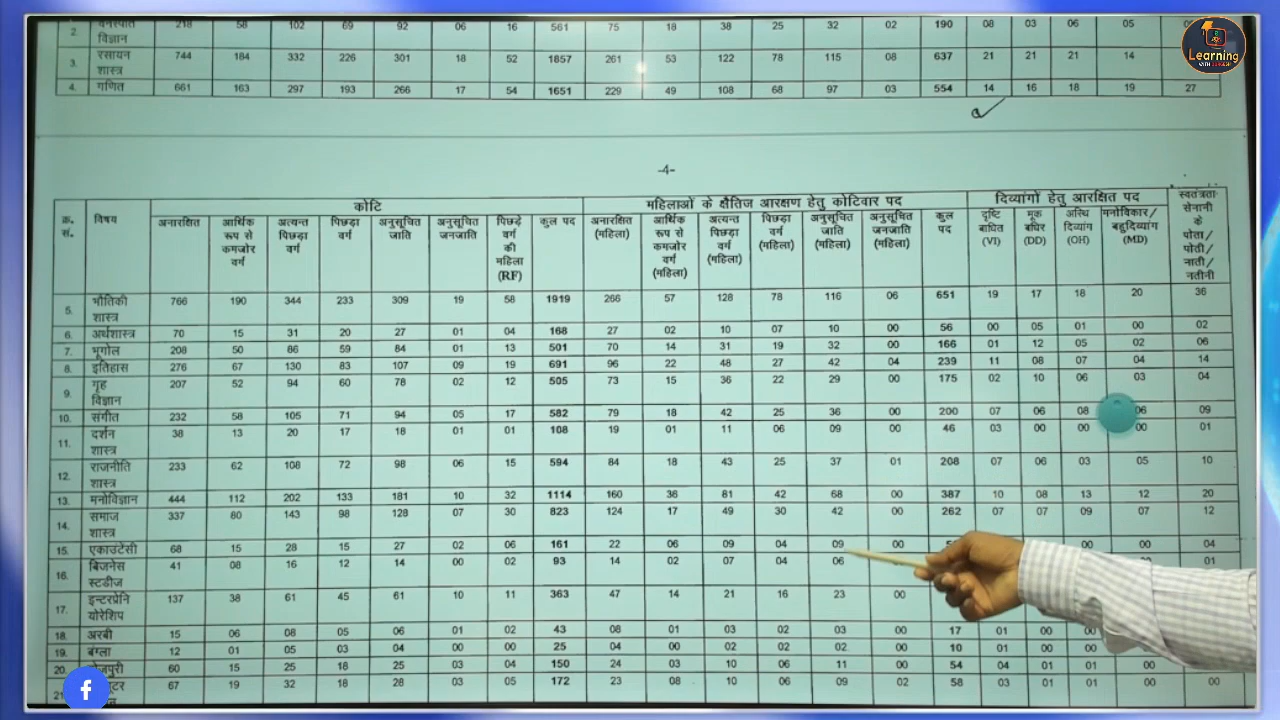 2. वनस्पति विज्ञान 218 58 102 69 92 06 16 561 75 18 38 25 32 02 190 08 03 06 05
3. रसायन शास्त्र 744 184 332 226 301 18 52 1857 261 53 122 78 115 08 637 21 21 21 14
4. गणित 661 163 297 193 266 17 54 1651 229 49 108 68 97 03 554 14 16 18 19 27
Learning
-4-
क्र. सं. विषय कोटि महिलाओं के क्षैतिज आरक्षण हेतु कोटिवार पद दिव्यांगों हेतु आरक्षित पद स्वतंत्रता सेनानी के पोता/ पोती/ नाती/ नतीनी
अनारक्षित आर्थिक रूप से कमजोर वर्ग अत्यन्त पिछड़ा वर्ग पिछड़ा वर्ग अनुसूचित जाति अनुसूचित जनजाति पिछड़े वर्ग की महिला (RF) कुल पद अनारक्षित (महिला) आर्थिक रूप से कमजोर वर्ग (महिला) अत्यन्त पिछड़ा वर्ग (महिला) पिछड़ा वर्ग (महिला) अनुसूचित जाति (महिला) अनुसूचित जनजाति (महिला) कुल पद दृष्टि बाधित (VI) मूक बधिर (DD) अस्थि दिव्यांग (OH) मनोविकार/ बहुदिव्यांग (MD)
5. भौतिकी शास्त्र 766 190 344 233 309 19 58 1919 266 57 128 78 116 06 651 19 17 18 20 36
6. अर्थशास्त्र 70 15 31 20 27 01 04 168 27 02 10 07 10 00 56 00 05 01 00 02
7. भूगोल 208 50 86 59 84 01 13 501 70 14 31 19 32 00 166 01 12 05 02 06
8. इतिहास 276 67 130 83 107 09 19 691 96 22 48 27 42 04 239 11 08 07 04 14
9. गृह विज्ञान 207 52 94 60 78 02 12 505 73 15 36 22 29 00 175 02 10 06 03 04
10. संगीत 232 58 105 71 94 05 17 582 79 18 42 25 36 00 200 07 06 08 06 09
11. दर्शन शास्त्र 38 13 20 17 18 01 01 108 19 01 11 06 09 00 46 03 00 00 00 01
12. राजनीति शास्त्र 233 62 108 72 98 06 15 594 84 18 43 25 37 01 208 07 06 03 05 10
13. मनोविज्ञान 444 112 202 133 181 10 32 1114 160 36 81 42 68 00 387 10 08 13 12 20
14. समाज शास्त्र 337 80 143 98 128 07 30 823 124 17 49 30 42 00 262 07 07 09 07 12
15. एकाउंटेंसी 68 15 28 15 27 02 06 161 22 06 09 04 09 00 00 00 04
16. बिजनेस स्टडीज 41 08 16 12 14 00 02 93 14 02 07 04 06 00 01
17. इन्टरप्रेनियोरेशिप 137 38 61 45 61 10 11 363 47 14 21 16 23 00
18. अरबी 15 06 08 05 06 01 02 43 08 01 03 02 03 00 17 01 00 00
19. बंग्ला 12 01 05 03 04 00 00 25 04 00 02 02 02 00 10 01 00 00
20. 60 15 25 18 25 03 04 150 24 03 10 06 11 00 54 04 01 01 00
67 19 32 18 28 03 05 172 23 08 10 06 09 02 58 03 01 01 00 00